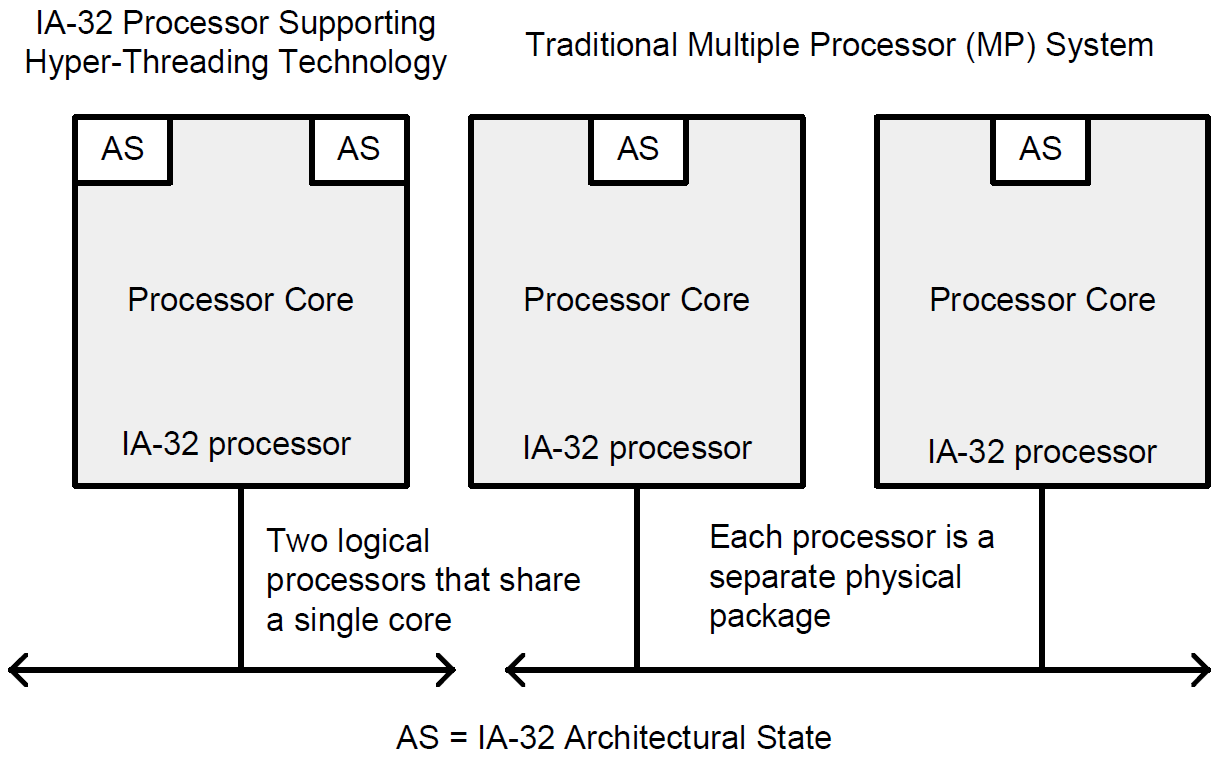 IA-32 Processor Supporting
Hyper-Threading Technology
Traditional Multiple Processor (MP) System
AS
AS
AS
AS
Processor Core
Processor Core
Processor Core
IA-32 processor
IA-32 processor
IA-32 processor
Two logical
processors that share
a single core
Each processor is a
separate physical
package
AS = IA-32 Architectural State